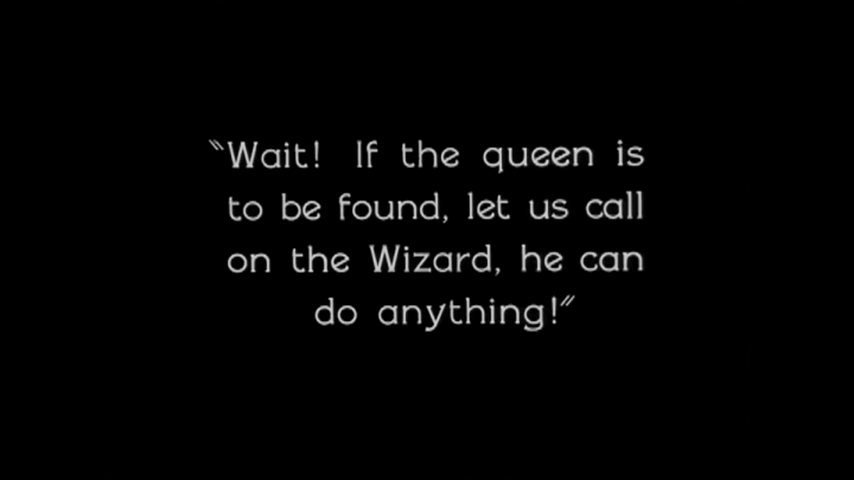 "Wait! If the queen is
to be found, let us call
on the Wizard, he can
do anything!"